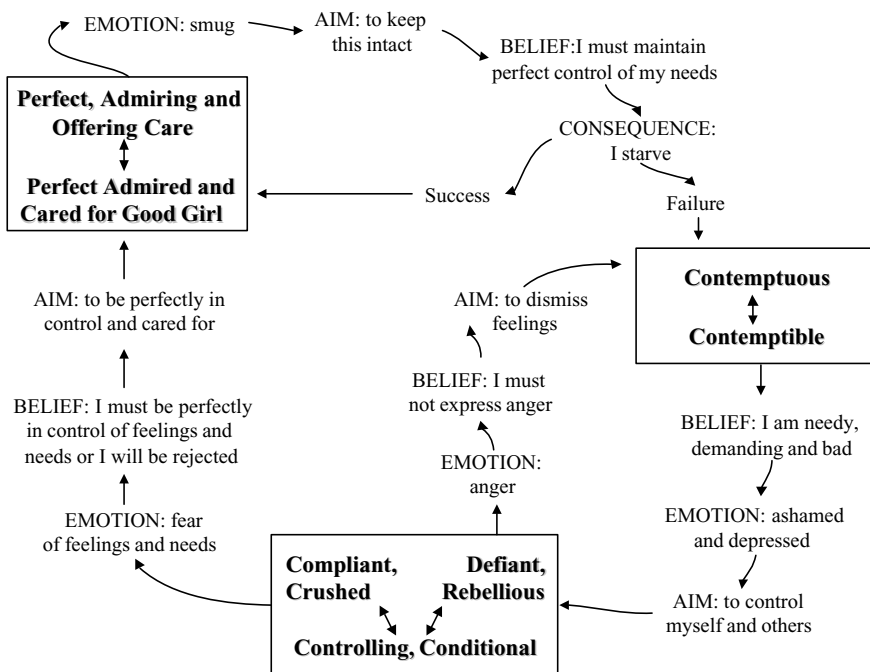 EMOTION: smug
AIM: to keep
this intact
BELIEF:I must maintain
perfect control of my needs
CONSEQUENCE:
I starve
Success
Failure
Perfect, Admiring and
Offering Care
Perfect Admired and
Cared for Good Girl
Contemptuous
Contemptible
BELIEF: I am needy,
demanding and bad
EMOTION: ashamed
and depressed
AIM: to control
myself and others
Compliant,
Crushed
Defiant,
Rebellious
Controlling, Conditional
EMOTION:
anger
BELIEF: I must
not express anger
AIM: to dismiss
feelings
EMOTION: fear
of feelings and needs
BELIEF: I must be perfectly
in control of feelings and
needs or I will be rejected
AIM: to be perfectly in
control and cared for